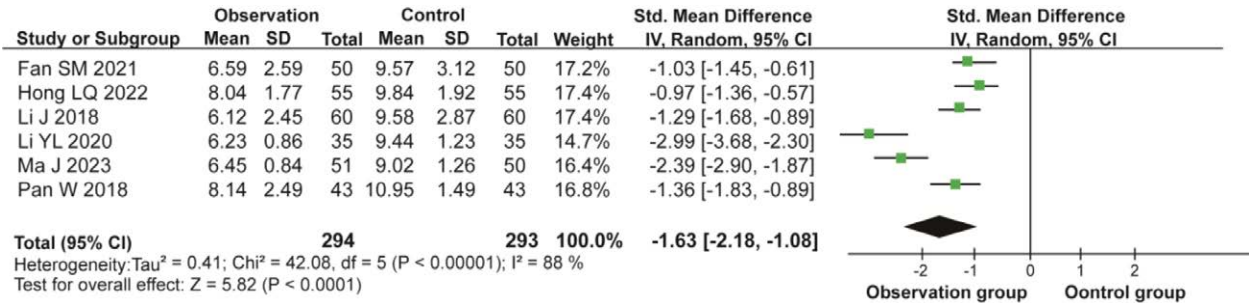 Observation Control Std. Mean Difference Std. Mean Difference
Study or Subgroup Mean SD Total Mean SD Total Weight IV, Random, 95% CI IV, Random, 95% CI
Fan SM 2021 6.59 2.59 50 9.57 3.12 50 17.2% -1.03 [-1.45, -0.61]
Hong LQ 2022 8.04 1.77 55 9.84 1.92 55 17.4% -0.97 [-1.36, -0.57]
Li J 2018 6.12 2.45 60 9.58 2.87 60 17.4% -1.29 [-1.68, -0.89]
Li YL 2020 6.23 0.86 35 9.44 1.23 35 14.7% -2.99 [-3.68, -2.30]
Ma J 2023 6.45 0.84 51 9.02 1.26 50 16.4% -2.39 [-2.90, -1.87]
Pan W 2018 8.14 2.49 43 10.95 1.49 43 16.8% -1.36 [-1.83, -0.89]
Total (95% CI) 294 293 100.0% -1.63 [-2.18, -1.08]
Heterogeneity:Tau² = 0.41; Chi² = 42.08, df = 5 (P < 0.00001); I² = 88 %
Test for overall effect: Z = 5.82 (P < 0.0001)
-2 -1 0 1 2
Observation group Oontrol group